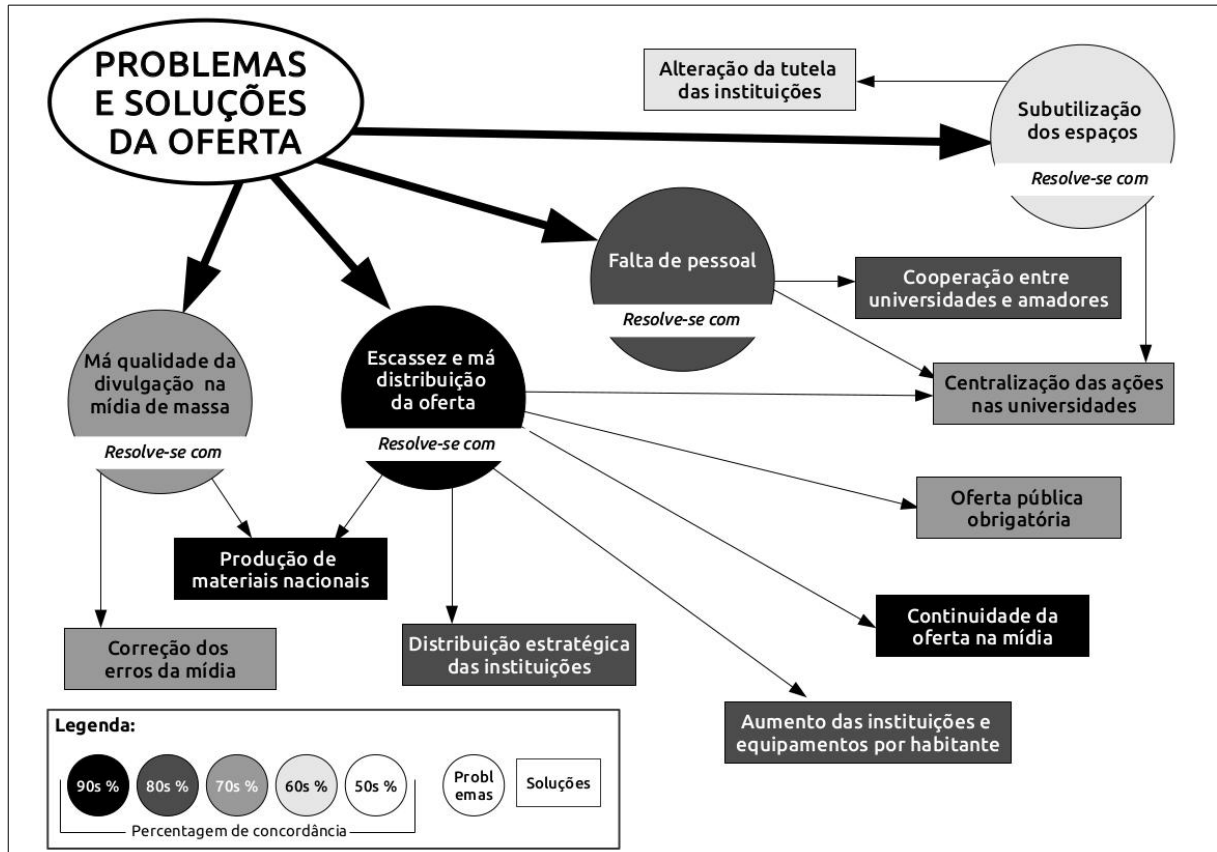 PROBLEMAS
E SOLUÇÕES
DA OFERTA
Alteração da tutela
das instituições
Subutilização
dos espaços
Resolve-se com
Falta de pessoal
Resolve-se com
Cooperação entre
universidades e amadores
Má qualidade da
divulgação na
mídia de massa
Resolve-se com
Escassez e má
distribuição
da oferta
Resolve-se com
Centralização das ações
nas universidades
Oferta pública
obrigatória
Produção de
materiais nacionais
Continuidade da
oferta na mídia
Correção dos
erros da mídia
Distribuição estratégica
das instituições
Aumento das instituições e
equipamentos por habitante
Legenda:
90s %
80s %
70s %
60s %
50s %
Probl
emas
Soluções
Percentagem de concordância